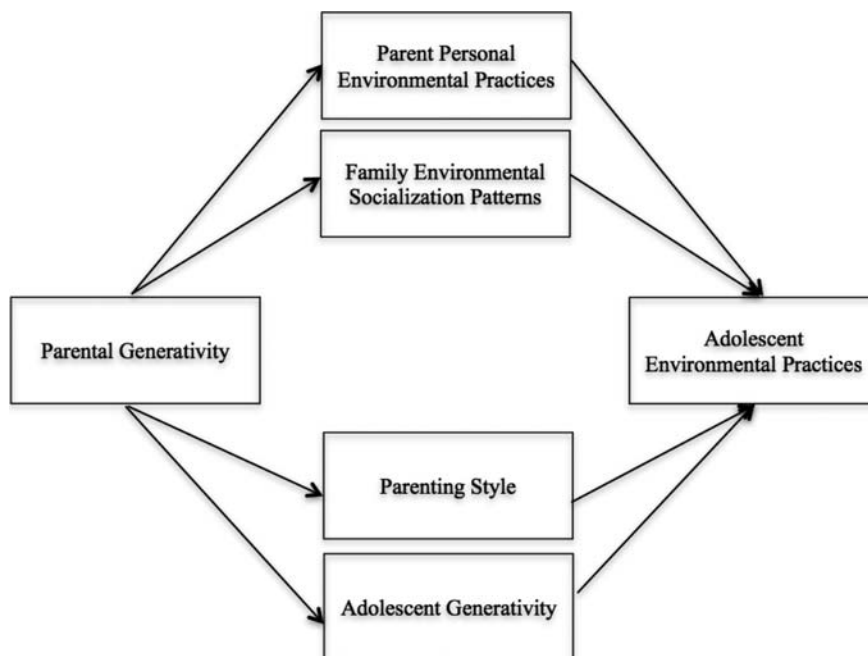 Parent Personal
Environmental Practices
Family Environmental
Socialization Patterns
Parental Generativity
Adolescent
Environmental Practices
Parenting Style
Adolescent Generativity